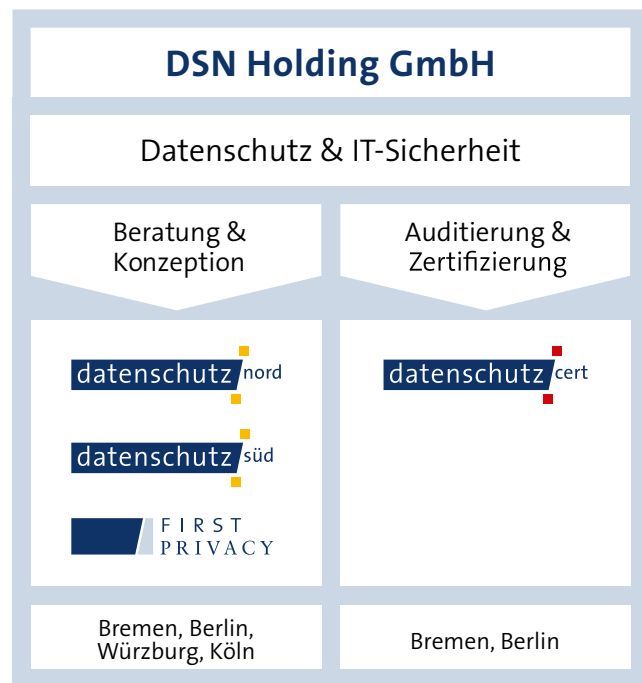 DSN Holding GmbH
Datenschutz & IT-Sicherheit
Beratung &
Konzeption
datenschutz nord
datenschutz süd
FIRST
PRIVACY
Bremen, Berlin,
Würzburg, Köln
Auditierung &
Zertifizierung
datenschutz cert
Bremen, Berlin